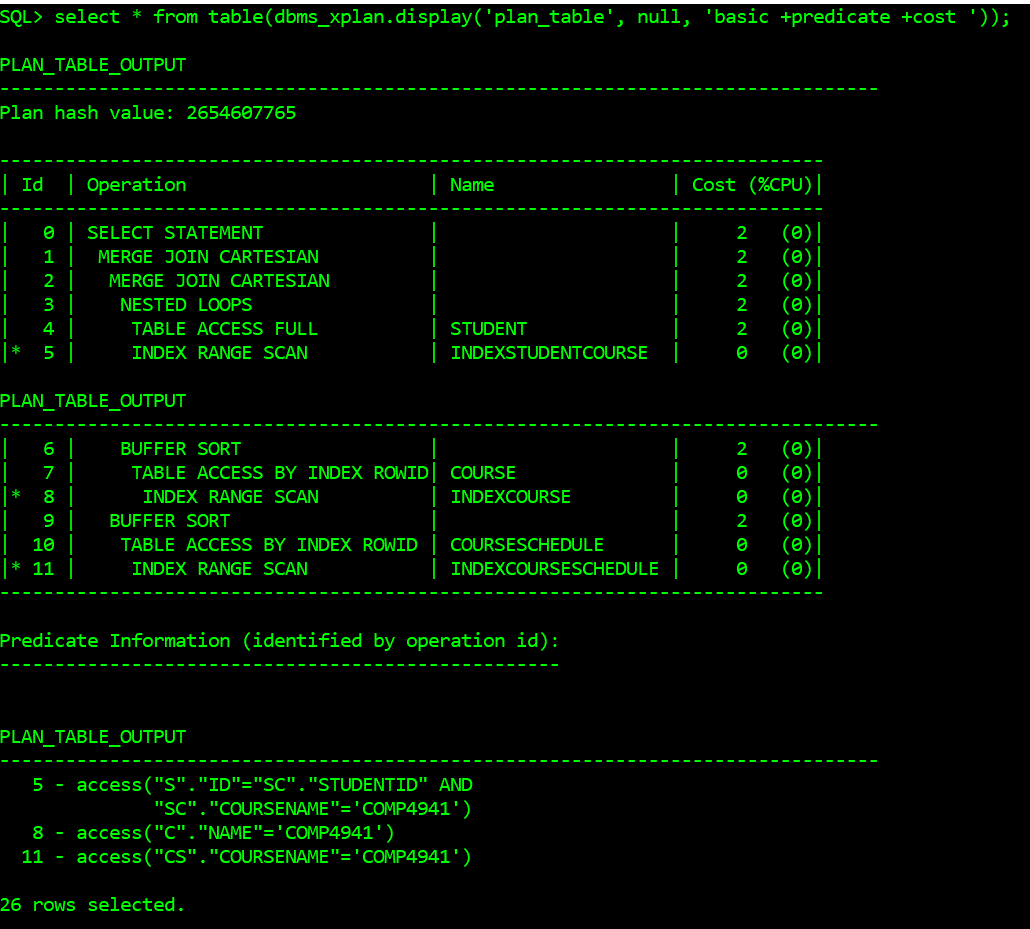 SQL> select * from table(dbms_xplan.display('plan_table', null, 'basic +predicate +cost '));

PLAN_TABLE_OUTPUT
--------------------------------------------------------------------------------
Plan hash value: 2654607765

---------------------------------------------------------------------------
| Id  | Operation                      | Name                | Cost (%CPU)|
---------------------------------------------------------------------------
|   0 | SELECT STATEMENT               |                     |     2   (0)|
|   1 |  MERGE JOIN CARTESIAN          |                     |     2   (0)|
|   2 |   MERGE JOIN CARTESIAN         |                     |     2   (0)|
|   3 |    NESTED LOOPS                |                     |     2   (0)|
|   4 |     TABLE ACCESS FULL          | STUDENT             |     2   (0)|
|*  5 |     INDEX RANGE SCAN           | INDEXSTUDENTCOURSE  |     0   (0)|

PLAN_TABLE_OUTPUT
--------------------------------------------------------------------------------
|   6 |    BUFFER SORT                 |                     |     2   (0)|
|   7 |     TABLE ACCESS BY INDEX ROWID| COURSE              |     0   (0)|
|*  8 |      INDEX RANGE SCAN          | INDEXCOURSE         |     0   (0)|
|   9 |   BUFFER SORT                  |                     |     2   (0)|
|  10 |    TABLE ACCESS BY INDEX ROWID | COURSESCHEDULE      |     0   (0)|
|* 11 |     INDEX RANGE SCAN           | INDEXCOURSESCHEDULE |     0   (0)|
---------------------------------------------------------------------------

Predicate Information (identified by operation id):
---------------------------------------------------


PLAN_TABLE_OUTPUT
--------------------------------------------------------------------------------
   5 - access("S"."ID"="SC"."STUDENTID" AND
              "SC"."COURSENAME"='COMP4941')
   8 - access("C"."NAME"='COMP4941')
  11 - access("CS"."COURSENAME"='COMP4941')

26 rows selected.